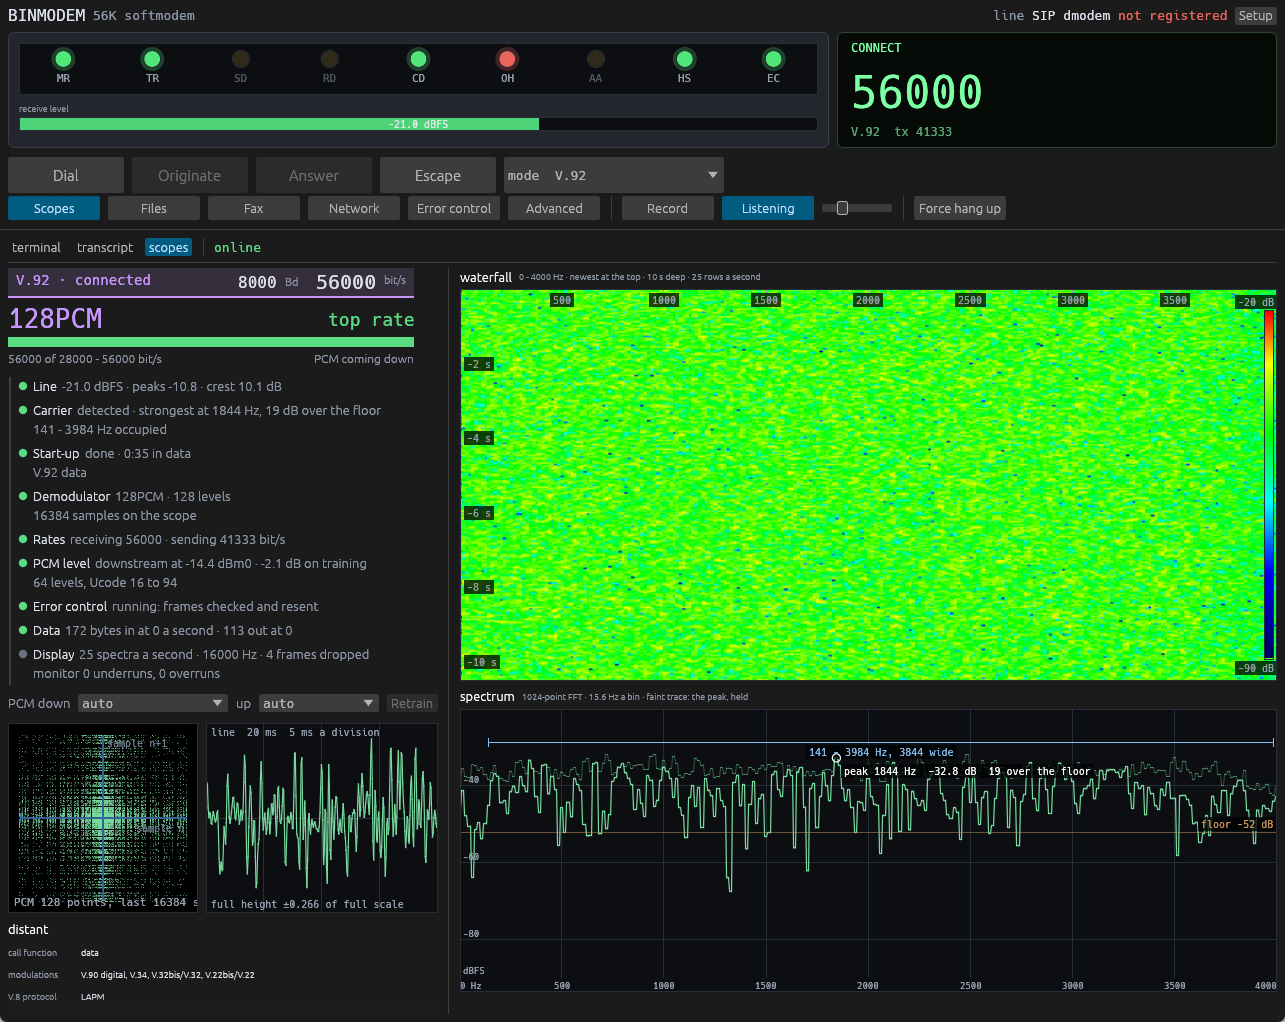 BINMODEM 56K softmodem
line SIP dmodem not registered Setup
MR TR SD RD CD OH AA HS EC
receive level
-21.0 dBFS
CONNECT
56000
V.92 tx 41333
Dial Originate Answer Escape mode V.92
Scopes Files Fax Network Error control Advanced Record Listening Force hang up
terminal transcript scopes online
V.92 · connected 8000 Bd 56000 bit/s
128PCM top rate
56000 of 28000 - 56000 bit/s PCM coming down
Line -21.0 dBFS · peaks -10.8 · crest 10.1 dB
Carrier detected · strongest at 1844 Hz, 19 dB over the floor
141 - 3984 Hz occupied
Start-up done · 0:35 in data
V.92 data
Demodulator 128PCM · 128 levels
16384 samples on the scope
Rates receiving 56000 · sending 41333 bit/s
PCM level downstream at -14.4 dBm0 · -2.1 dB on training
64 levels, Ucode 16 to 94
Error control running: frames checked and resent
Data 172 bytes in at 0 a second · 113 out at 0
Display 25 spectra a second · 16000 Hz · 4 frames dropped
monitor 0 underruns, 0 overruns
PCM down auto up auto Retrain
sample n+1
sample n
PCM 128 points, last 16384 s
line 20 ms 5 ms a division
full height ±0.266 of full scale
distant
call function data
modulations V.90 digital, V.34, V.32bis/V.32, V.22bis/V.22
V.8 protocol LAPM
waterfall 0 - 4000 Hz · newest at the top · 10 s deep · 25 rows a second
500 1000 1500 2000 2500 3000 3500 -20 dB
-2 s
-4 s
-6 s
-8 s
-10 s
-90 dB
spectrum 1024-point FFT · 15.6 Hz a bin · faint trace: the peak, held
141 - 3984 Hz, 3844 wide
peak 1844 Hz -32.8 dB 19 over the floor
-40
floor -52 dB
-60
-80
dBFS
0 Hz 500 1000 1500 2000 2500 3000 3500 4000